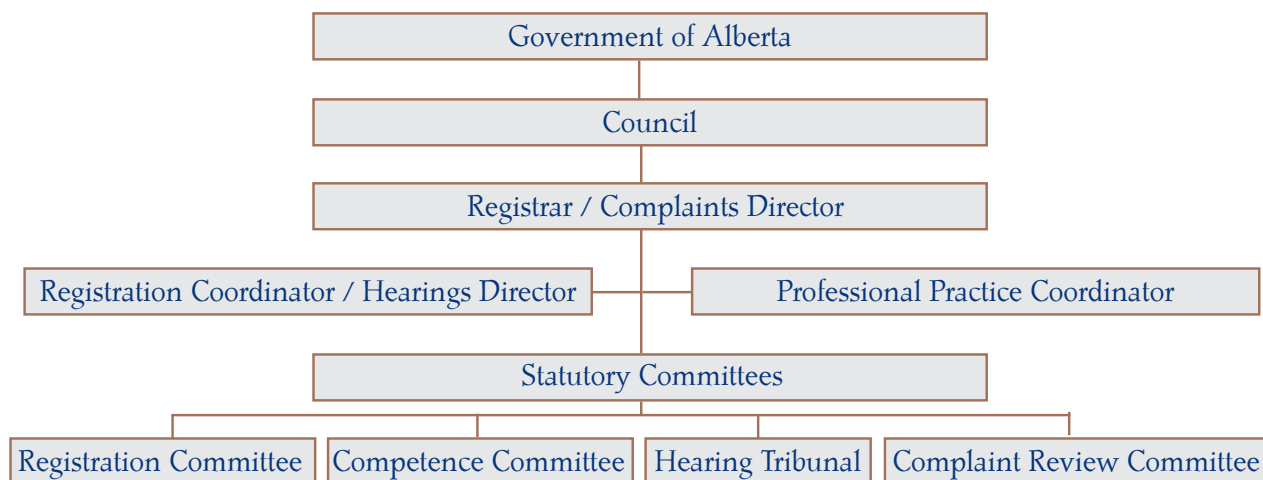 Government of Alberta
Council
Registrar / Complaints Director
Registration Coordinator / Hearings Director
Professional Practice Coordinator
Statutory Committees
Registration Committee
Competence Committee
Hearing Tribunal
Complaint Review Committee